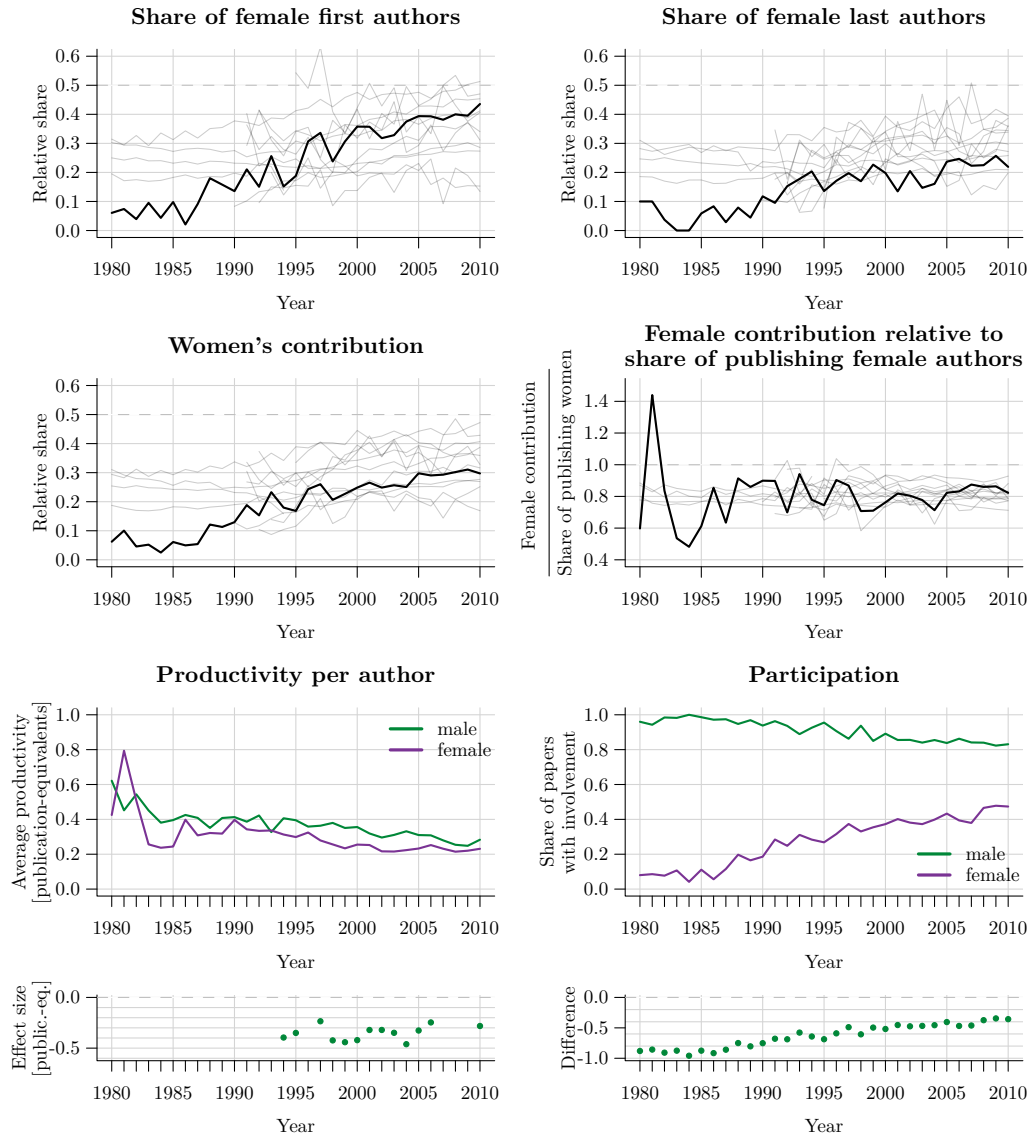 Share of female first authors
Relative share
0.6
0.5
0.4
0.3
0.2
0.1
0.0
1980 1985 1990 1995 2000 2005 2010
Year
Share of female last authors
Relative share
0.6
0.5
0.4
0.3
0.2
0.1
0.0
1980 1985 1990 1995 2000 2005 2010
Year
Women's contribution
Relative share
0.6
0.5
0.4
0.3
0.2
0.1
0.0
1980 1985 1990 1995 2000 2005 2010
Year
Female contribution relative to
share of publishing female authors
Female contribution
Share of publishing women
1.4
1.2
1.0
0.8
0.6
0.4
1980 1985 1990 1995 2000 2005 2010
Year
Productivity per author
Average productivity
[publication-equivalents]
1.0
0.8
0.6
0.4
0.2
0.0
male
female
1980 1985 1990 1995 2000 2005 2010
Year
Participation
Share of papers
with involvement
1.0
0.8
0.6
0.4
0.2
0.0
male
female
1980 1985 1990 1995 2000 2005 2010
Year
Effect size
[public.-eq.]
0.0
-0.5
1980 1985 1990 1995 2000 2005 2010
Year
Difference
0.0
-0.5
-1.0
1980 1985 1990 1995 2000 2005 2010
Year